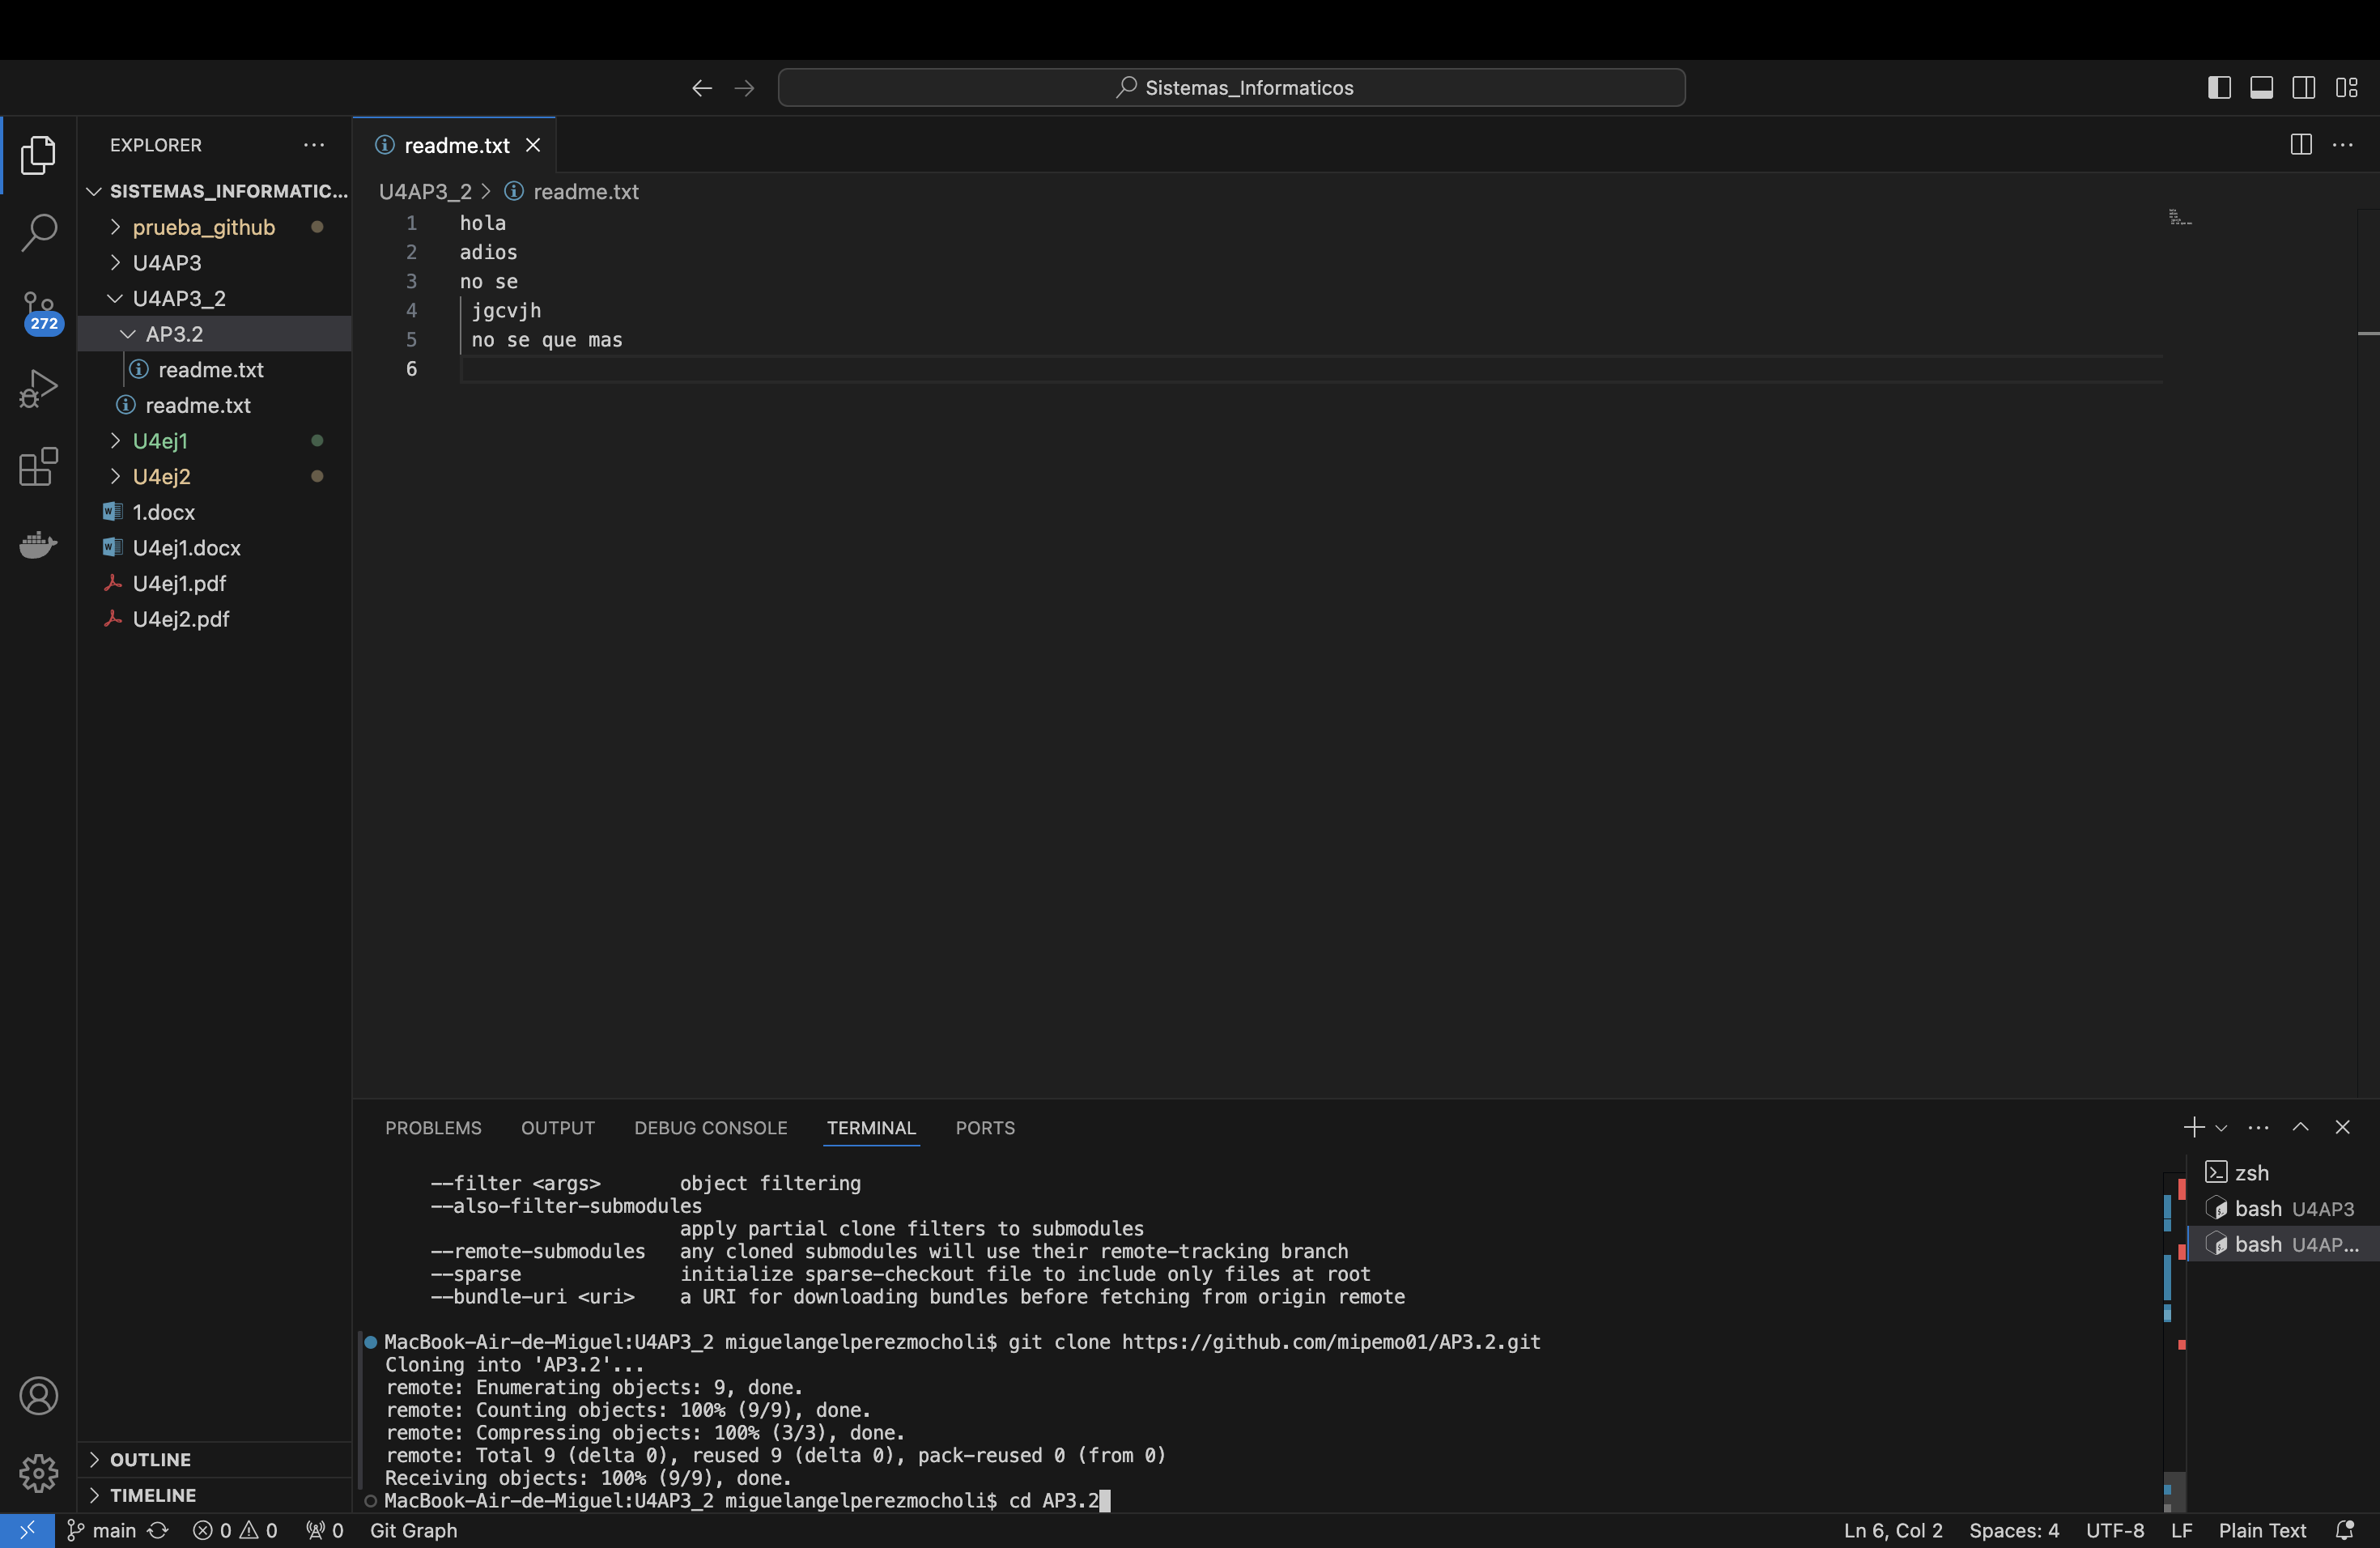 Sistemas_Informaticos
EXPLORER
SISTEMAS_INFORMATIC...
prueba_github
U4AP3
U4AP3_2
AP3.2
readme.txt
readme.txt
U4ej1
U4ej2
1.docx
U4ej1.docx
U4ej1.pdf
U4ej2.pdf
272
OUTLINE
TIMELINE
readme.txt
U4AP3_2 > readme.txt
1 hola
2 adios
3 no se
4 jgcvjh
5 no se que mas
6
PROBLEMS OUTPUT DEBUG CONSOLE TERMINAL PORTS
--filter <args> object filtering
--also-filter-submodules
apply partial clone filters to submodules
--remote-submodules any cloned submodules will use their remote-tracking branch
--sparse initialize sparse-checkout file to include only files at root
--bundle-uri <uri> a URI for downloading bundles before fetching from origin remote
MacBook-Air-de-Miguel:U4AP3_2 miguelangelperezmocholi$ git clone https://github.com/mipemo01/AP3.2.git
Cloning into 'AP3.2'...
remote: Enumerating objects: 9, done.
remote: Counting objects: 100% (9/9), done.
remote: Compressing objects: 100% (3/3), done.
remote: Total 9 (delta 0), reused 9 (delta 0), pack-reused 0 (from 0)
Receiving objects: 100% (9/9), done.
MacBook-Air-de-Miguel:U4AP3_2 miguelangelperezmocholi$ cd AP3.2
zsh
bash U4AP3
bash U4AP...
main 0 0 0 Git Graph
Ln 6, Col 2 Spaces: 4 UTF-8 LF Plain Text